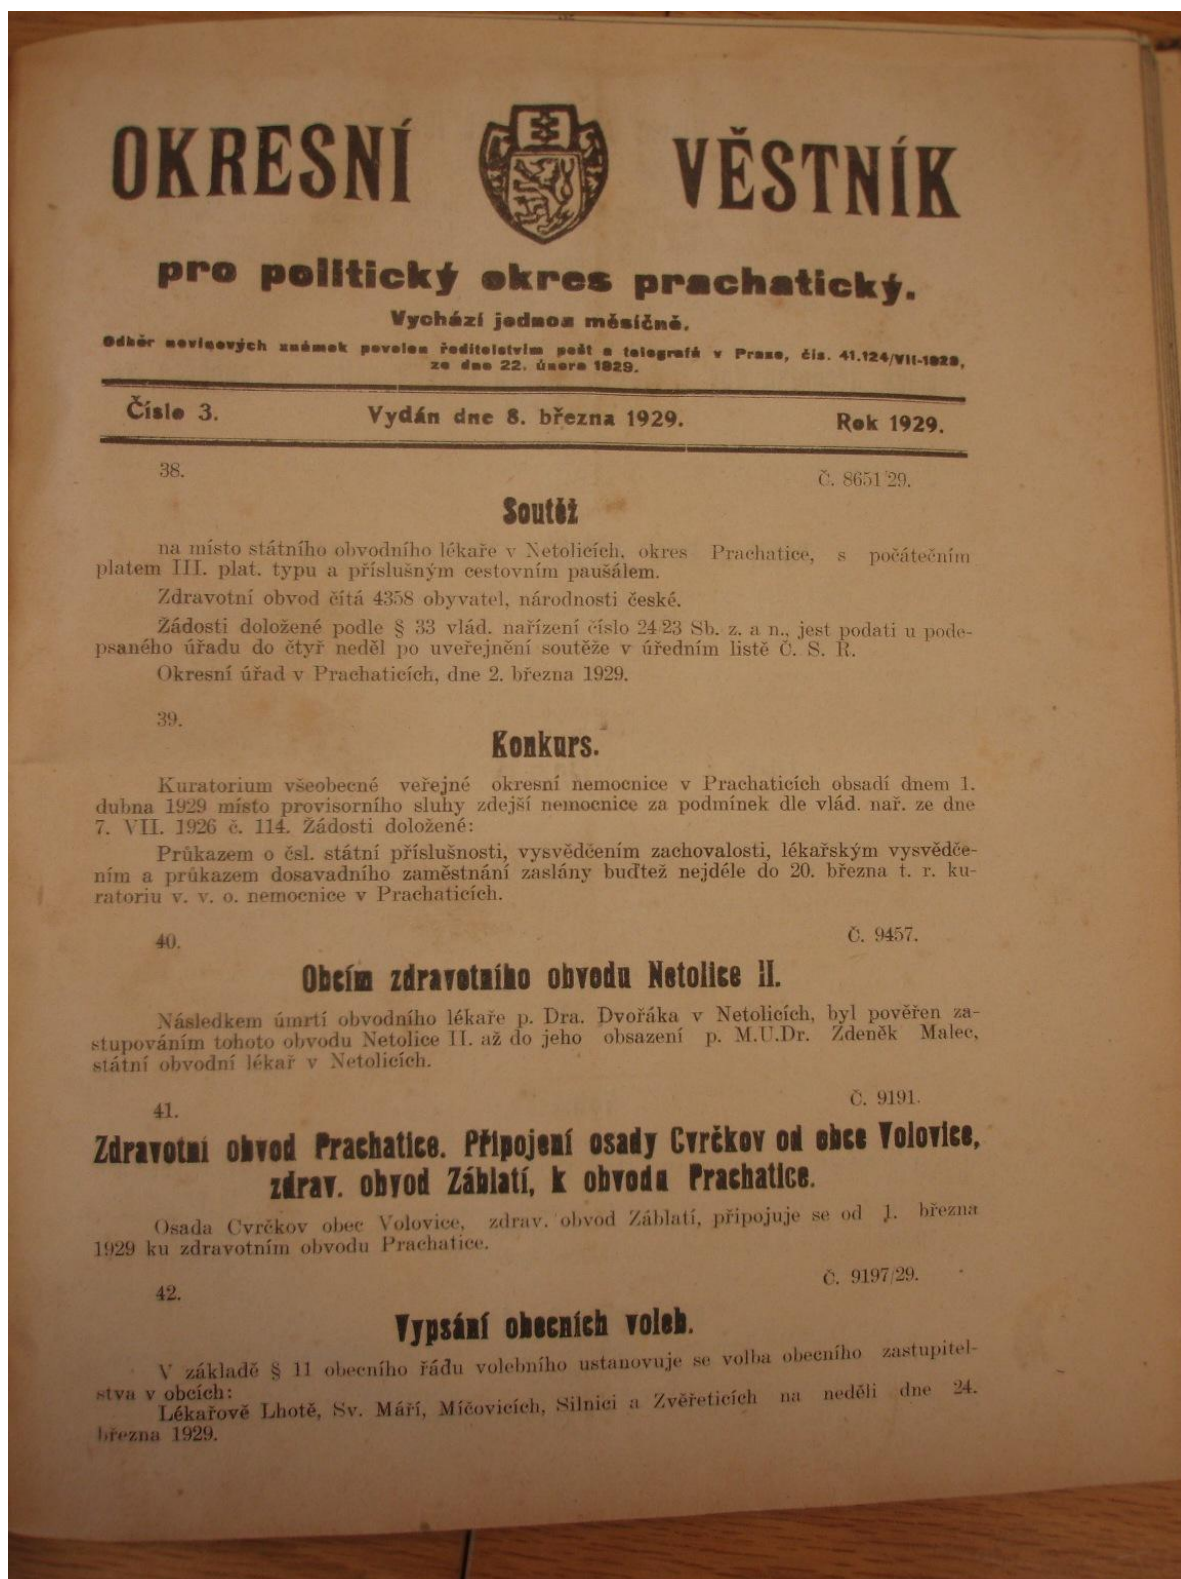 OKRESNÍ VĚSTNÍK
pro politický okres prachatický.
Vychází jednou měsíčně.
Odběr novinových známek povolen ředitelstvím pošt a telegrafů v Praze, čís. 41.124/VII-1929,
ze dne 22. února 1929.
Číslo 3. Vydán dne 8. března 1929. Rok 1929.
38. Č. 8651/29.
Soutěž
na místo státního obvodního lékaře v Netolicích, okres Prachatice, s počátečním
platem III. plat. typu a příslušným cestovním paušálem.
Zdravotní obvod čítá 4358 obyvatel, národnosti české.
Žádosti doložené podle § 33 vlád. nařízení číslo 24/23 Sb. z. a n., jest podati u pode-
psaného úřadu do čtyř neděl po uveřejnění soutěže v úředním listě Č. S. R.
Okresní úřad v Prachaticích, dne 2. března 1929.
39.
Konkurs.
Kuratorium všeobecné veřejné okresní nemocnice v Prachaticích obsadí dnem 1.
dubna 1929 místo provisorního sluhy zdejší nemocnice za podmínek dle vlád. nař. ze dne
7. VII. 1926 č. 114. Žádosti doložené:
Průkazem o čsl. státní příslušnosti, vysvědčením zachovalosti, lékařským vysvědče-
ním a průkazem dosavadního zaměstnání zaslány buďtež nejdéle do 20. března t. r. ku-
ratoriu v. v. o. nemocnice v Prachaticích.
40. Č. 9457.
Obcím zdravotního obvodu Netolice II.
Následkem úmrtí obvodního lékaře p. Dra. Dvořáka v Netolicích, byl pověřen za-
stupováním tohoto obvodu Netolice II. až do jeho obsazení p. M.U.Dr. Zdeněk Malec,
státní obvodní lékař v Netolicích.
41. Č. 9191.
Zdravotní obvod Prachatice. Připojení osady Cvrčkov od obce Volovice,
zdrav. obvod Záblatí, k obvodu Prachatice.
Osada Cvrčkov obec Volovice, zdrav. obvod Záblatí, připojuje se od 1. března
1929 ku zdravotním obvodu Prachatice.
42. Č. 9197/29.
Vypsání obecních voleb.
V základě § 11 obecního řádu volebního ustanovuje se volba obecního zastupitel-
stva v obcích:
Lékařově Lhotě, Sv. Máří, Míčovicích, Silnici a Zvěřeticích na neděli dne 24.
března 1929.